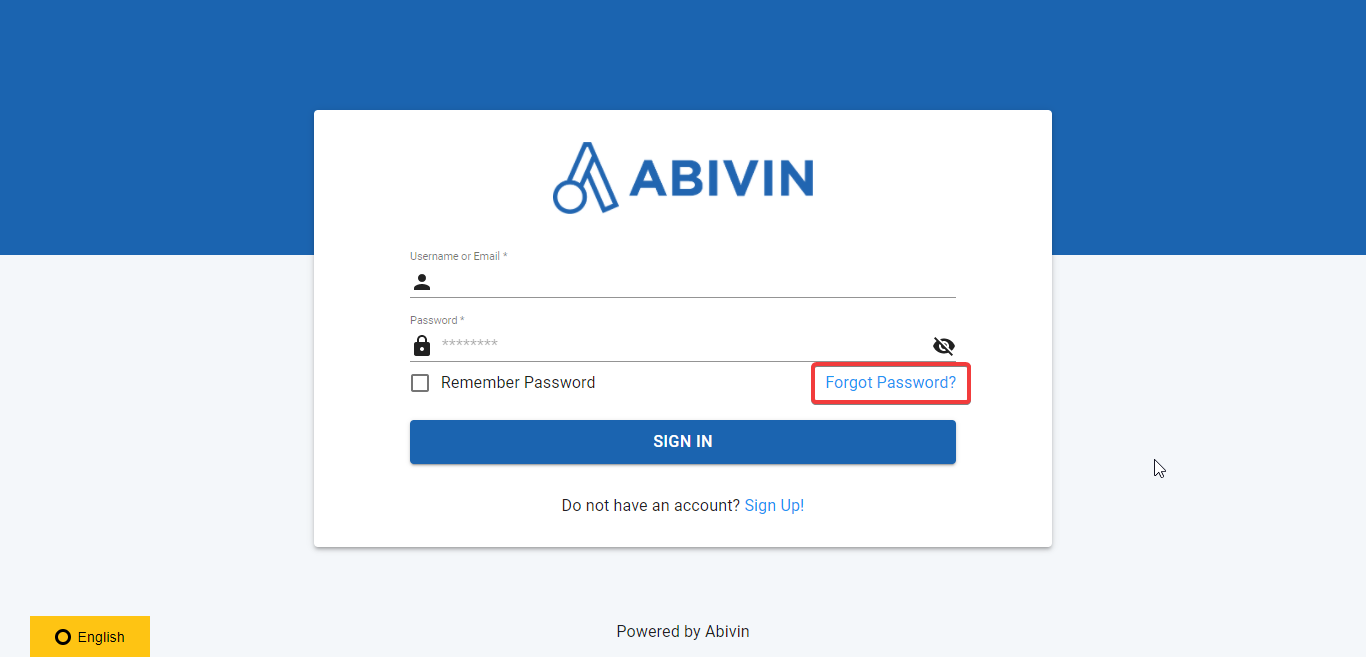 ABIVIN
Username or Email *
Password *
********
Remember Password
Forgot Password?
SIGN IN
Do not have an account? Sign Up!
English
Powered by Abivin